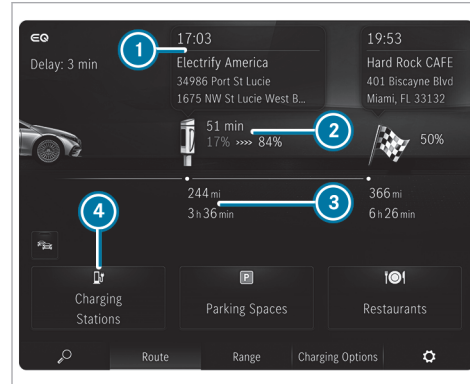 EQ
Delay: 3 min
17:03
Electrify America
34986 Port St Lucie
1675 NW St Lucie West B...
19:53
Hard Rock CAFE
401 Biscayne Blvd
Miami, FL 33132
1
51 min
17% »»» 84%
2
50%
244 mi
3 h 36 min
3
366 mi
6 h 26 min
4
Charging
Stations
P
Parking Spaces
Restaurants
Route
Range
Charging Options